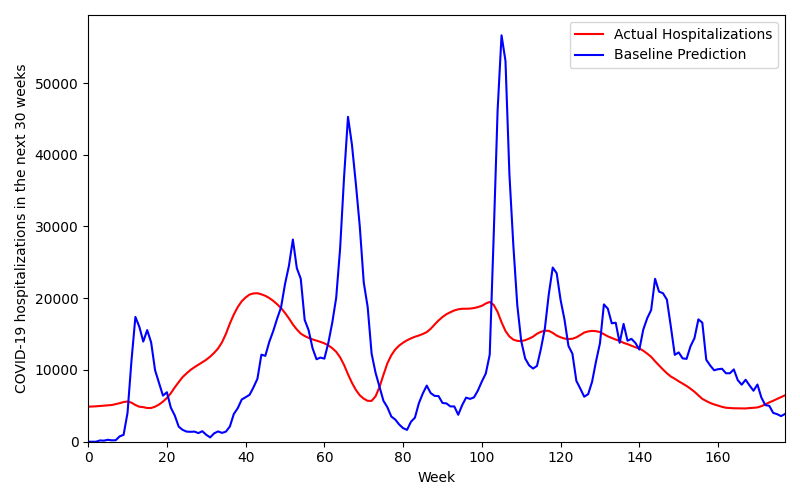 Actual Hospitalizations
Baseline Prediction
COVID-19 hospitalizations in the next 30 weeks
50000
40000
30000
20000
10000
0
0 20 40 60 80 100 120 140 160
Week